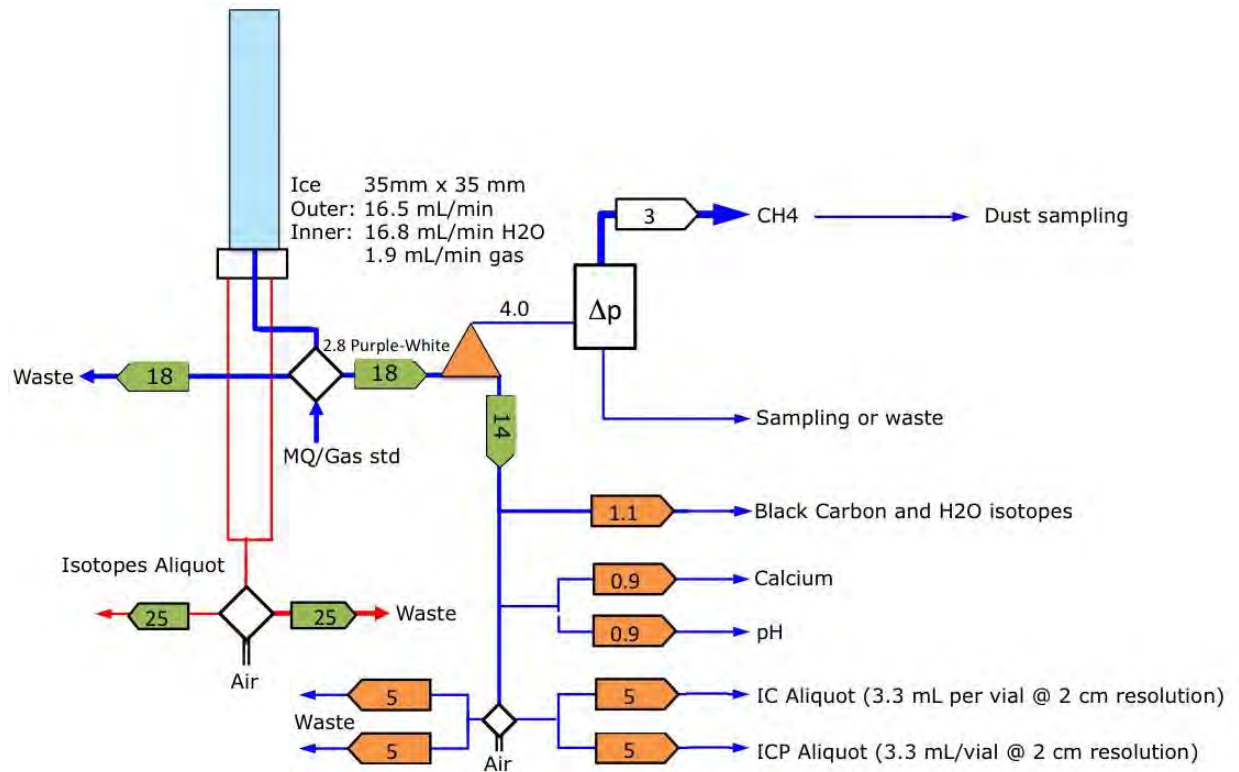 Ice 35mm x 35 mm
Outer: 16.5 mL/min
Inner: 16.8 mL/min H2O
1.9 mL/min gas
3
CH4
Dust sampling
4.0
Δp
2.8 Purple-White
Waste
18
18
14
MQ/Gas std
Sampling or waste
1.1
Black Carbon and H2O isotopes
Isotopes Aliquot
0.9
Calcium
25
25
Waste
0.9
pH
Air
5
5
IC Aliquot (3.3 mL per vial @ 2 cm resolution)
Waste
5
5
ICP Aliquot (3.3 mL/vial @ 2 cm resolution)
Air